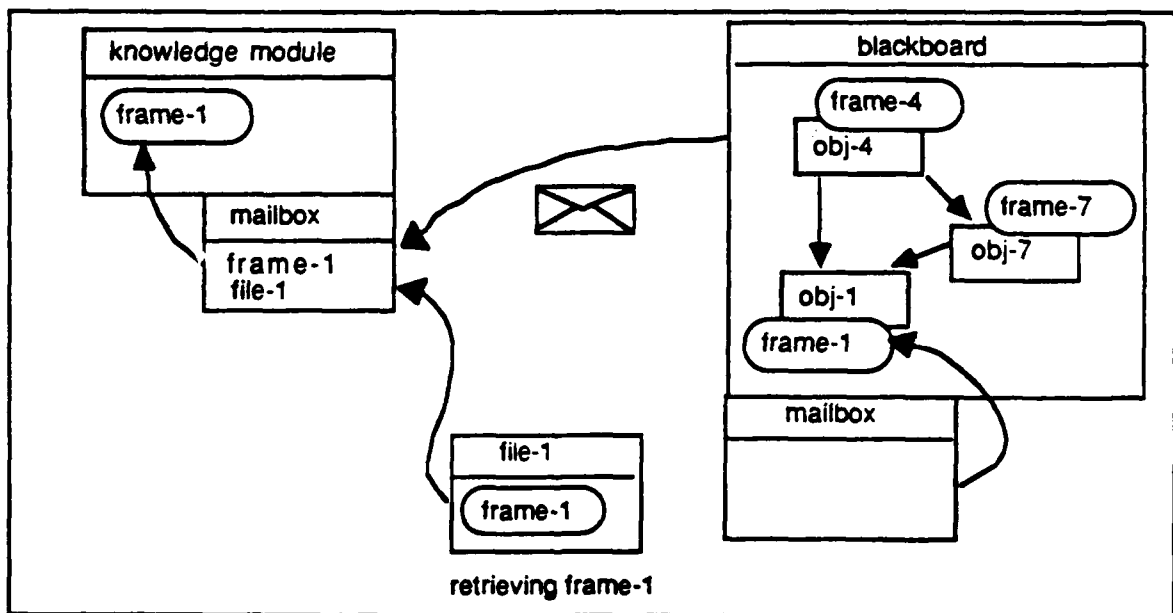 knowledge module
frame-1
mailbox
frame-1
file-1
file-1
frame-1
retrieving frame-1
blackboard
frame-4
obj-4
frame-7
obj-7
obj-1
frame-1
mailbox